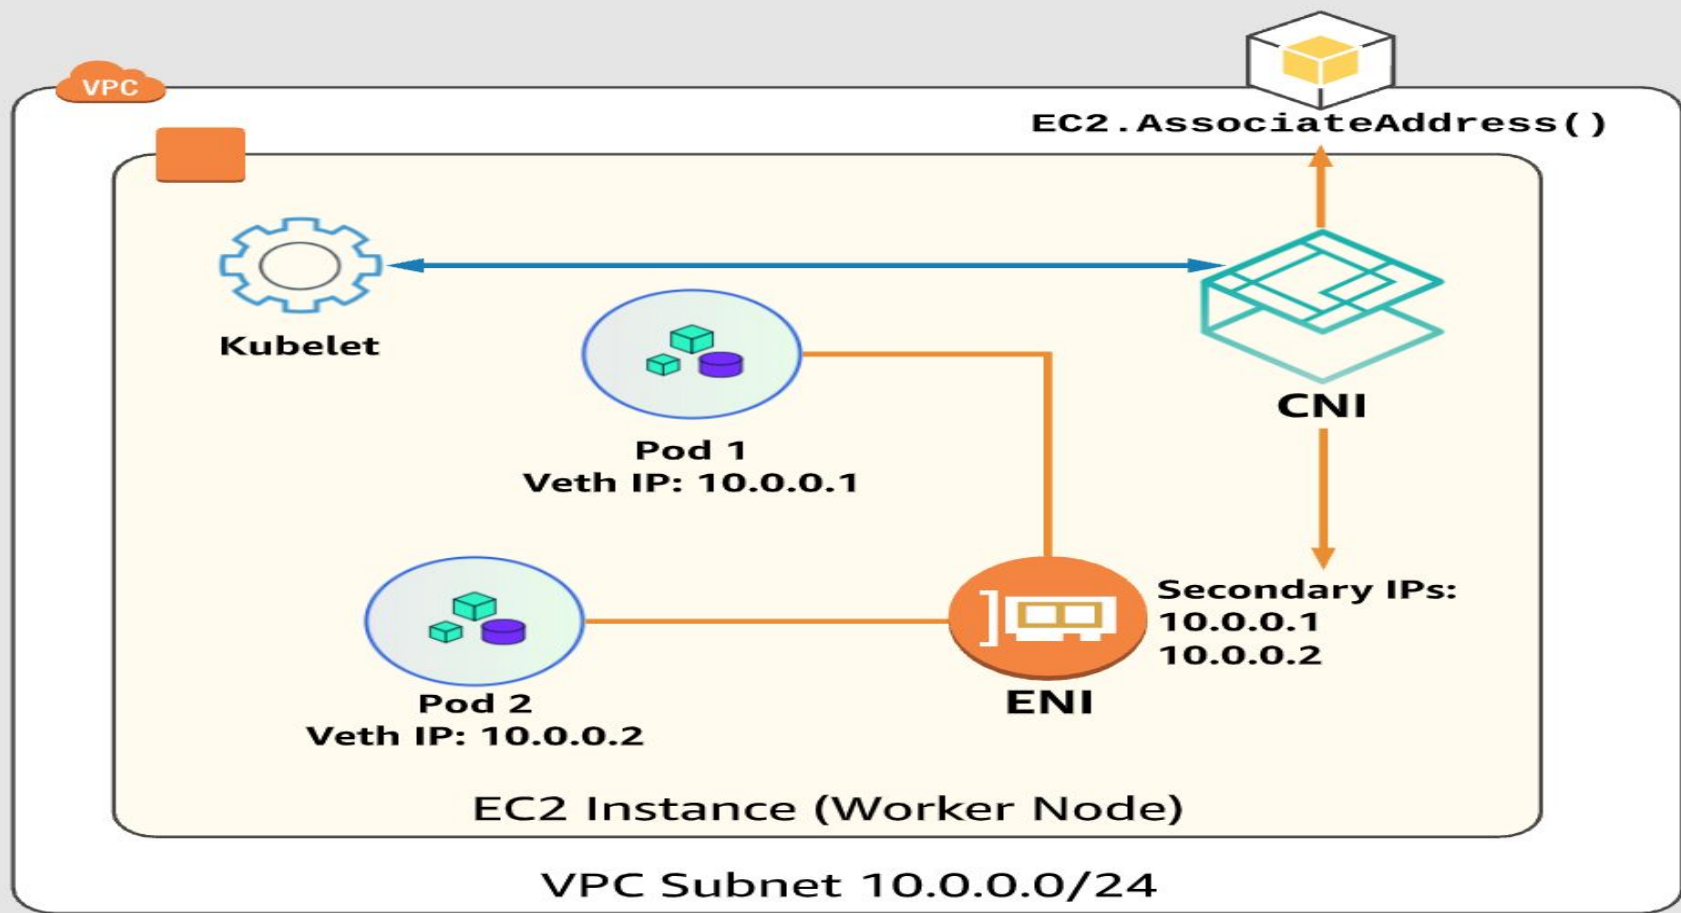 VPC
EC2.AssociateAddress()
Kubelet
CNI
Pod 1
Veth IP: 10.0.0.1
Secondary IPs:
10.0.0.1
10.0.0.2
ENI
Pod 2
Veth IP: 10.0.0.2
EC2 Instance (Worker Node)
VPC Subnet 10.0.0.0/24